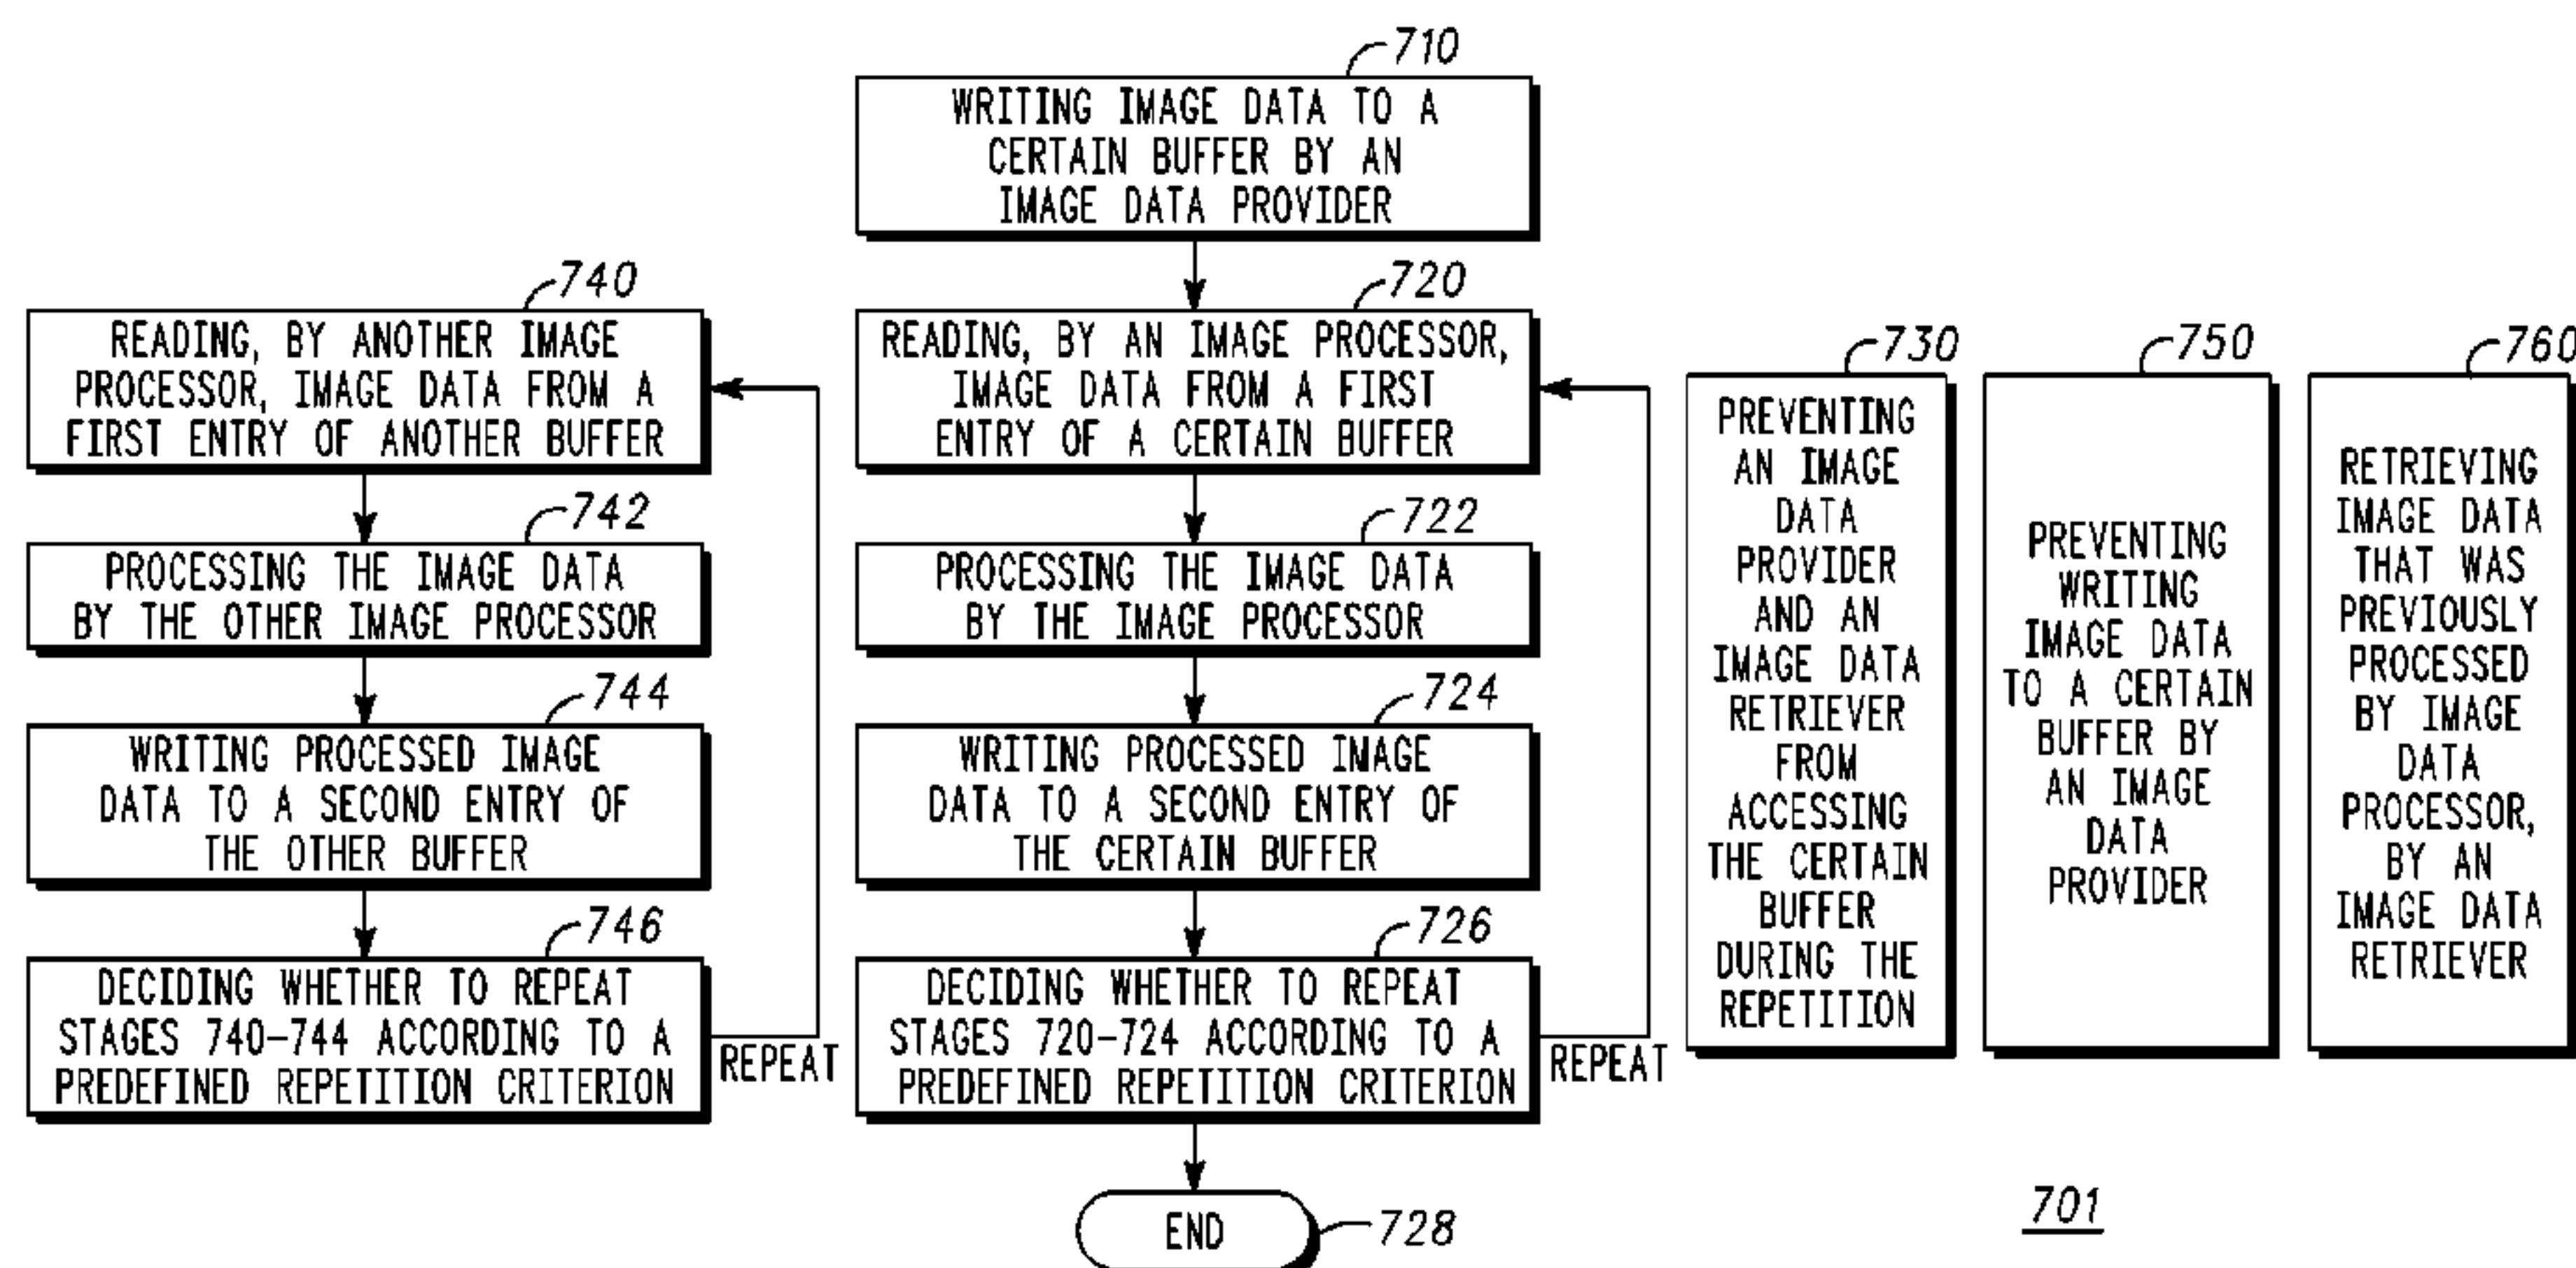 710
WRITING IMAGE DATA TO A
CERTAIN BUFFER BY AN
IMAGE DATA PROVIDER
740
READING, BY ANOTHER IMAGE
PROCESSOR, IMAGE DATA FROM A
FIRST ENTRY OF ANOTHER BUFFER
742
PROCESSING THE IMAGE DATA
BY THE OTHER IMAGE PROCESSOR
744
WRITING PROCESSED IMAGE
DATA TO A SECOND ENTRY OF
THE OTHER BUFFER
746
DECIDING WHETHER TO REPEAT
STAGES 740-744 ACCORDING TO A
PREDEFINED REPETITION CRITERION
REPEAT
720
READING, BY AN IMAGE PROCESSOR,
IMAGE DATA FROM A FIRST
ENTRY OF A CERTAIN BUFFER
722
PROCESSING THE IMAGE DATA
BY THE IMAGE PROCESSOR
724
WRITING PROCESSED IMAGE
DATA TO A SECOND ENTRY OF
THE CERTAIN BUFFER
726
DECIDING WHETHER TO REPEAT
STAGES 720-724 ACCORDING TO A
PREDEFINED REPETITION CRITERION
REPEAT
END
728
730
PREVENTING
AN IMAGE
DATA
PROVIDER
AND AN
IMAGE DATA
RETRIEVER
FROM
ACCESSING
THE CERTAIN
BUFFER
DURING THE
REPETITION
750
PREVENTING
WRITING
IMAGE DATA
TO A CERTAIN
BUFFER BY
AN IMAGE
DATA
PROVIDER
760
RETRIEVING
IMAGE DATA
THAT WAS
PREVIOUSLY
PROCESSED
BY IMAGE
DATA
PROCESSOR,
BY AN
IMAGE DATA
RETRIEVER
701